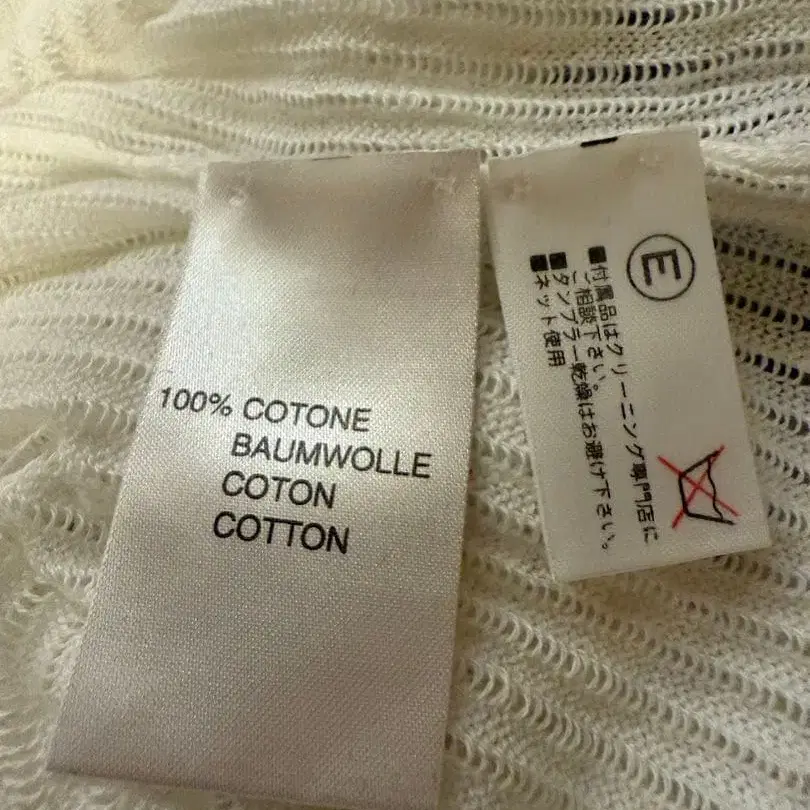 100% COTONE
BAUMWOLLE
COTON
COTTON
E
■付属品はクリーニング専門店に
ご相談下さい。
■タンブラー乾燥はお避け下さい。
■ネット使用